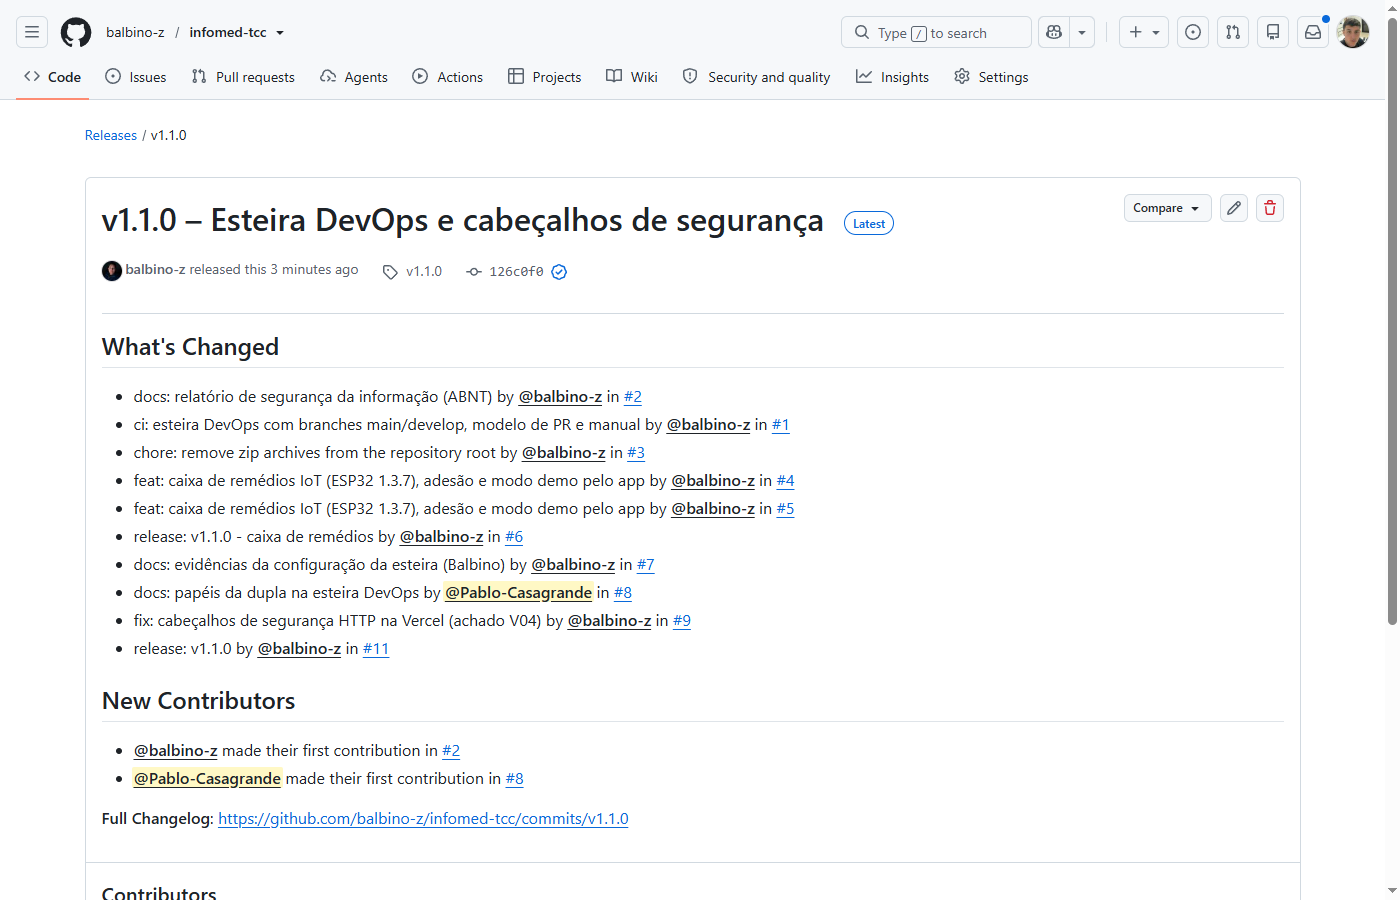 balbino-z / infomed-tcc
Type / to search
Code Issues Pull requests Agents Actions Projects Wiki Security and quality Insights Settings
Releases / v1.1.0
v1.1.0 – Esteira DevOps e cabeçalhos de segurança Latest
Compare
balbino-z released this 3 minutes ago v1.1.0 126c0f0
What's Changed
docs: relatório de segurança da informação (ABNT) by @balbino-z in #2
ci: esteira DevOps com branches main/develop, modelo de PR e manual by @balbino-z in #1
chore: remove zip archives from the repository root by @balbino-z in #3
feat: caixa de remédios IoT (ESP32 1.3.7), adesão e modo demo pelo app by @balbino-z in #4
feat: caixa de remédios IoT (ESP32 1.3.7), adesão e modo demo pelo app by @balbino-z in #5
release: v1.1.0 - caixa de remédios by @balbino-z in #6
docs: evidências da configuração da esteira (Balbino) by @balbino-z in #7
docs: papéis da dupla na esteira DevOps by @Pablo-Casagrande in #8
fix: cabeçalhos de segurança HTTP na Vercel (achado V04) by @balbino-z in #9
release: v1.1.0 by @balbino-z in #11
New Contributors
@balbino-z made their first contribution in #2
@Pablo-Casagrande made their first contribution in #8
Full Changelog: https://github.com/balbino-z/infomed-tcc/commits/v1.1.0
Contributors